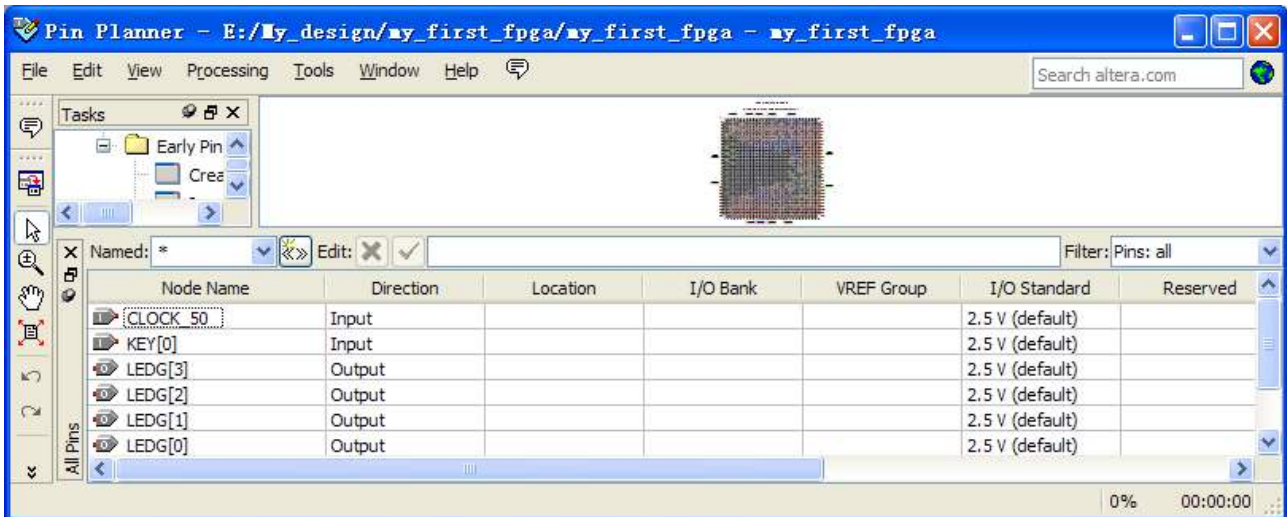 Pin Planner - E:/My_design/my_first_fpga/my_first_fpga - my_first_fpga
File Edit View Processing Tools Window Help Search altera.com
Tasks
Early Pin
Crea
Named: * Edit: Filter: Pins: all
Node Name Direction Location I/O Bank VREF Group I/O Standard Reserved
CLOCK_50 Input 2.5 V (default)
KEY[0] Input 2.5 V (default)
LEDG[3] Output 2.5 V (default)
LEDG[2] Output 2.5 V (default)
LEDG[1] Output 2.5 V (default)
LEDG[0] Output 2.5 V (default)
All Pins
0% 00:00:00